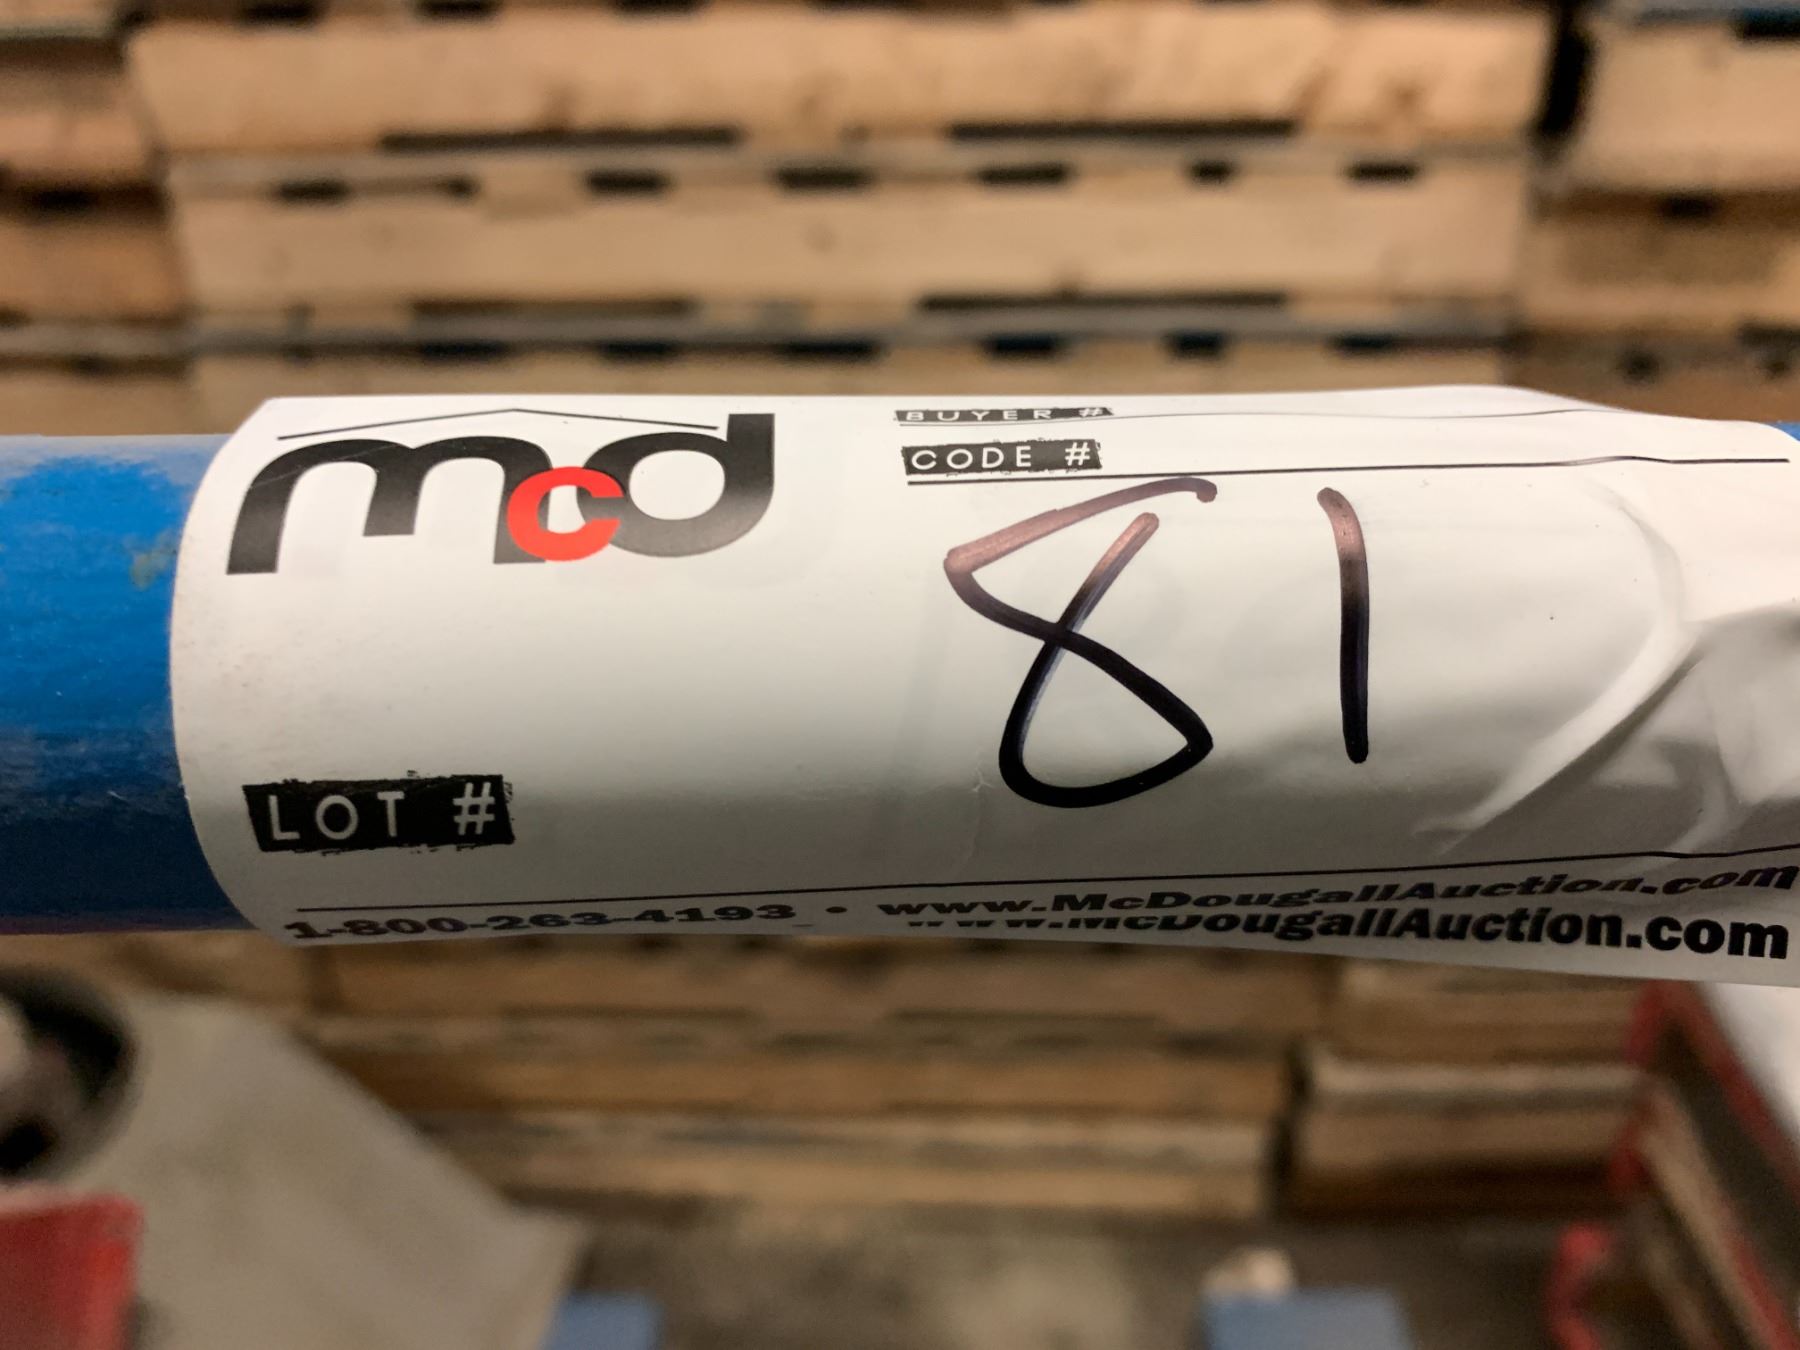 mcd
BUYER #
CODE #
81
LOT #
1-800-263-4193 • www.McDougallAuction.com
www.McDougallAuction.com